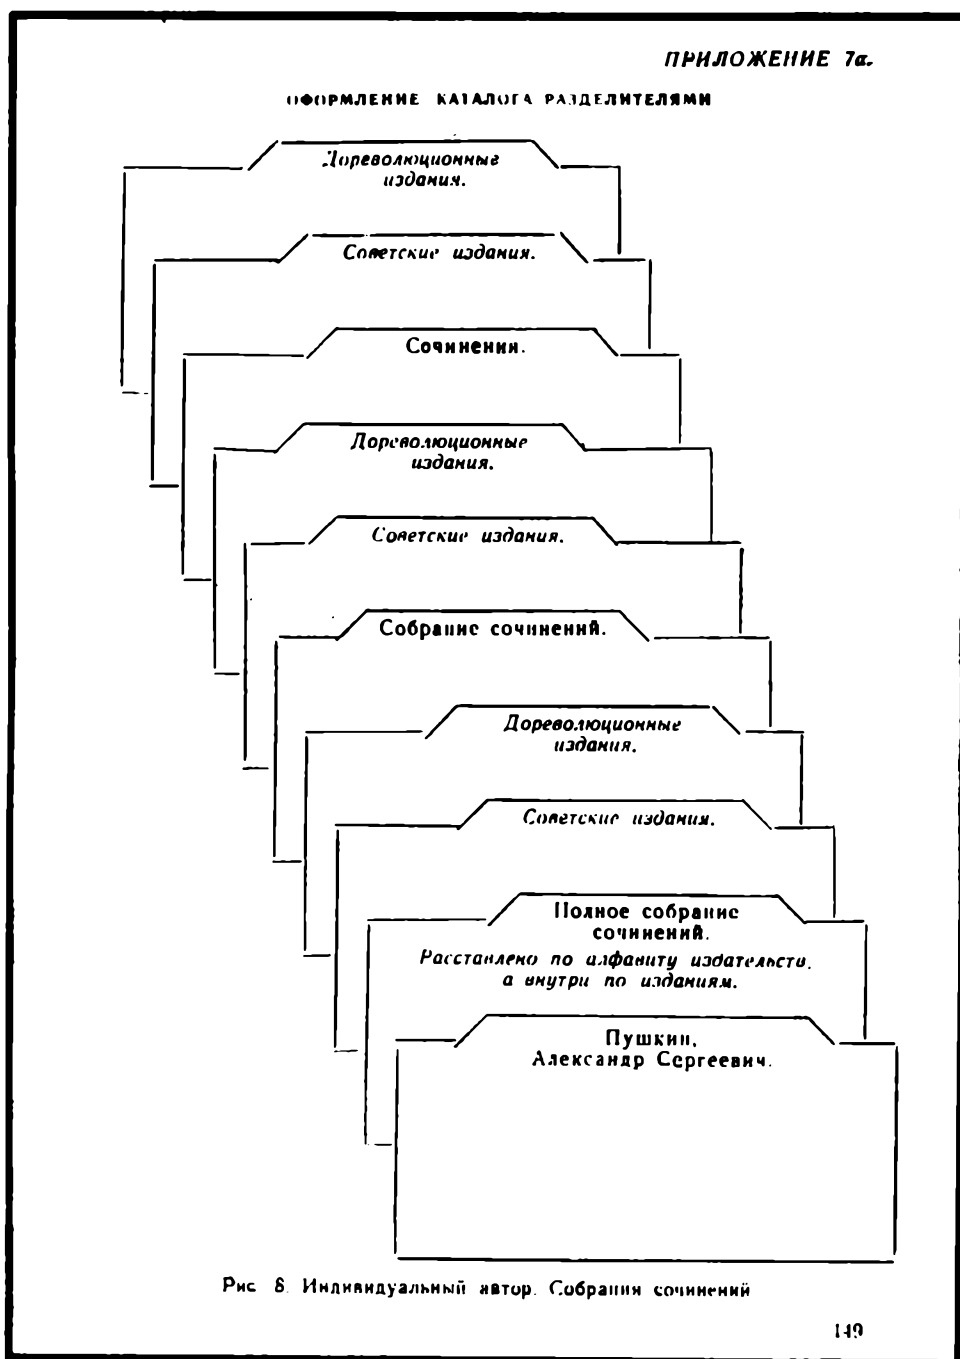 ПРИЛОЖЕНИЕ 7а.
ОФОРМЛЕНИЕ КАТАЛОГА РАЗДЕЛИТЕЛЯМИ
Дореволюционные
издания.
Советские издания.
Сочинения.
Дореволюционные
издания.
Советские издания.
Собрание сочинений.
Дореволюционные
издания.
Советские издания.
Полное собрание
сочинений.
Расставлено по алфавиту издательств,
а внутри по изданиям.
Пушкин,
Александр Сергеевич.
Рис 8. Индивидуальный автор. Собрания сочинений
149